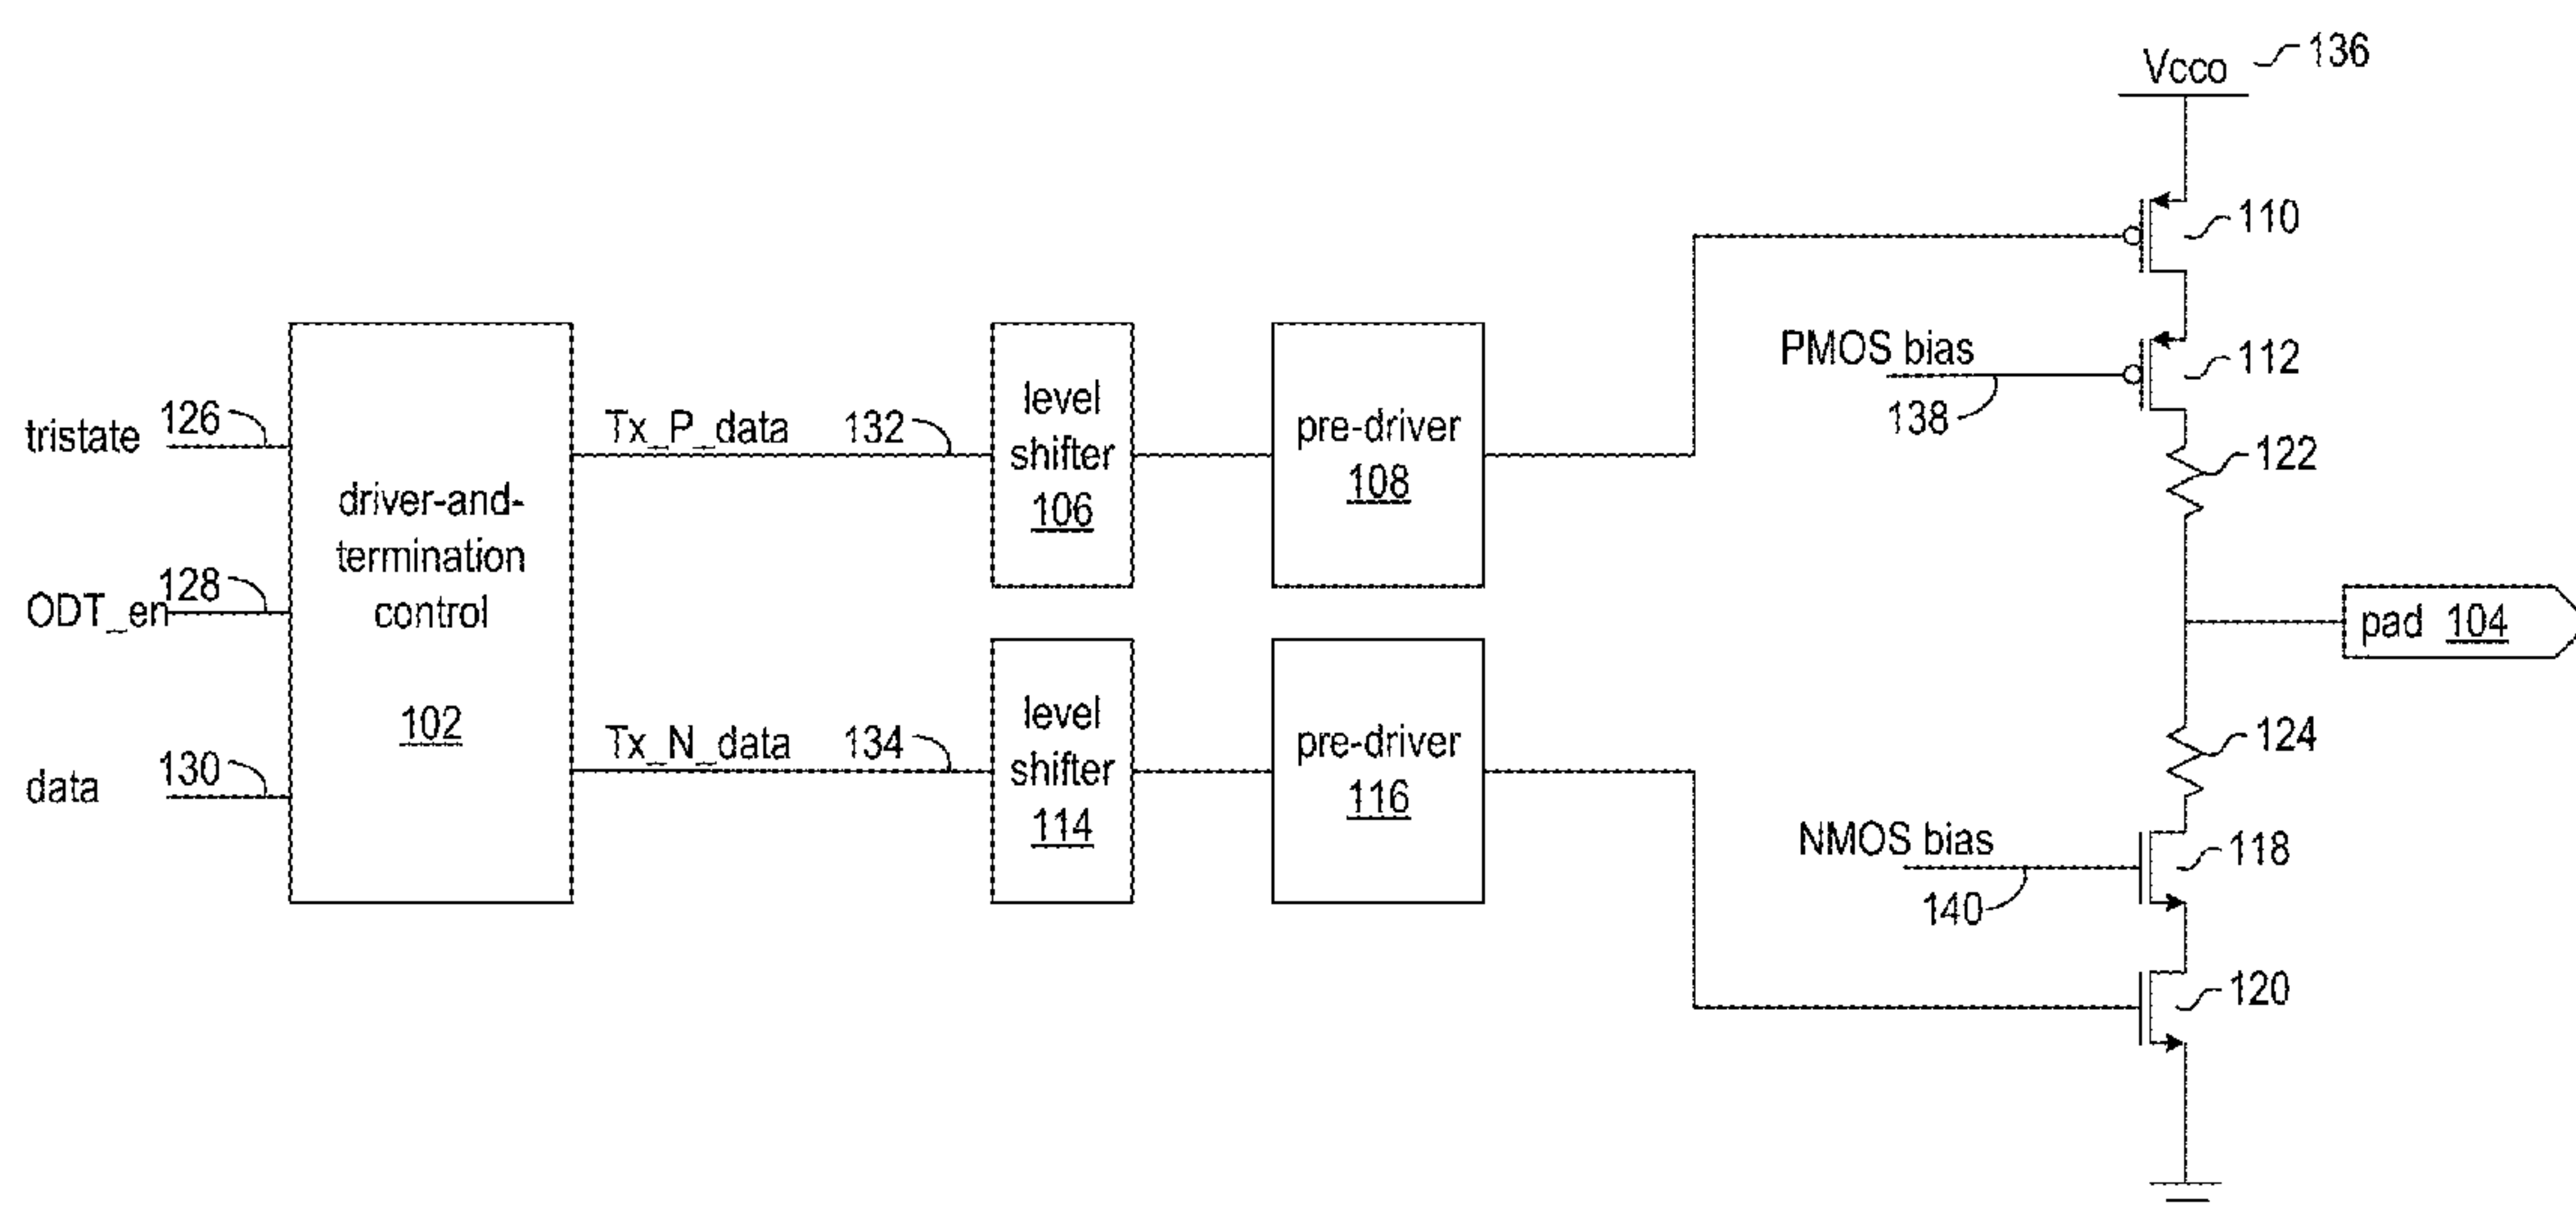 Vcco 136
110
PMOS bias
138
112
122
tristate 126
ODT_en 128
data 130
driver-and-
termination
control
102
Tx_P_data 132
level
shifter
106
pre-driver
108
pad 104
Tx_N_data 134
level
shifter
114
pre-driver
116
124
NMOS bias
140
118
120